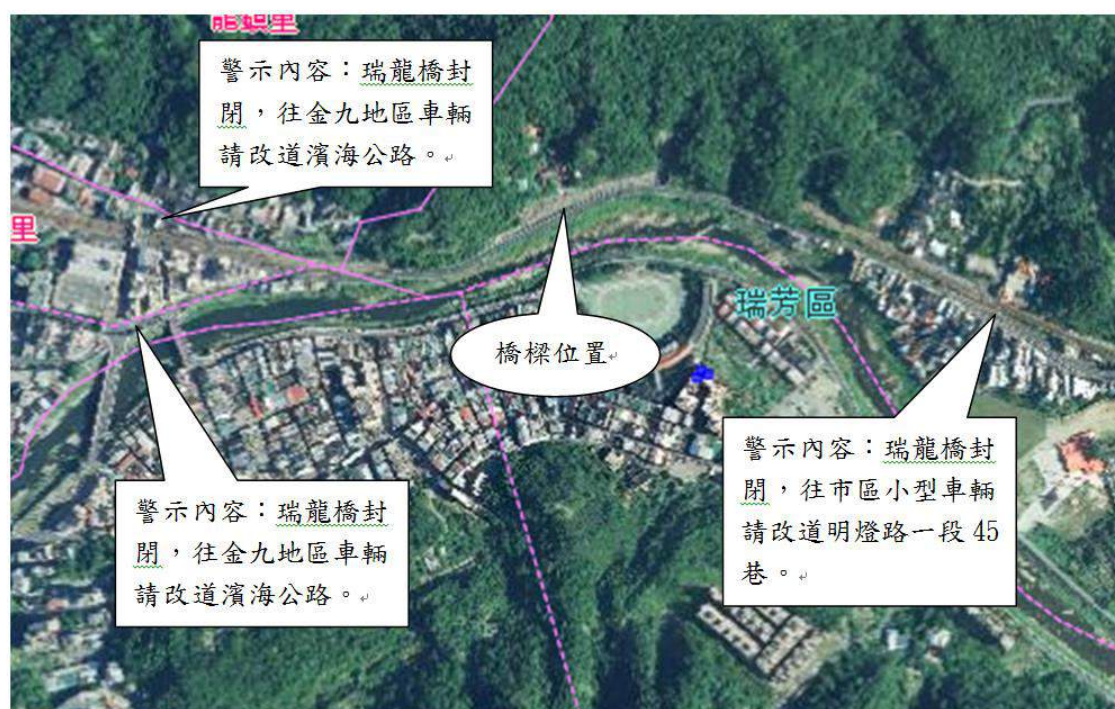 警示內容：瑞龍橋封
閉，往金九地區車輛
請改道濱海公路。
里
瑞芳區
橋樑位置
警示內容：瑞龍橋封
閉，往市區小型車輛
請改道明燈路一段 45
巷。
警示內容：瑞龍橋封
閉，往金九地區車輛
請改道濱海公路。